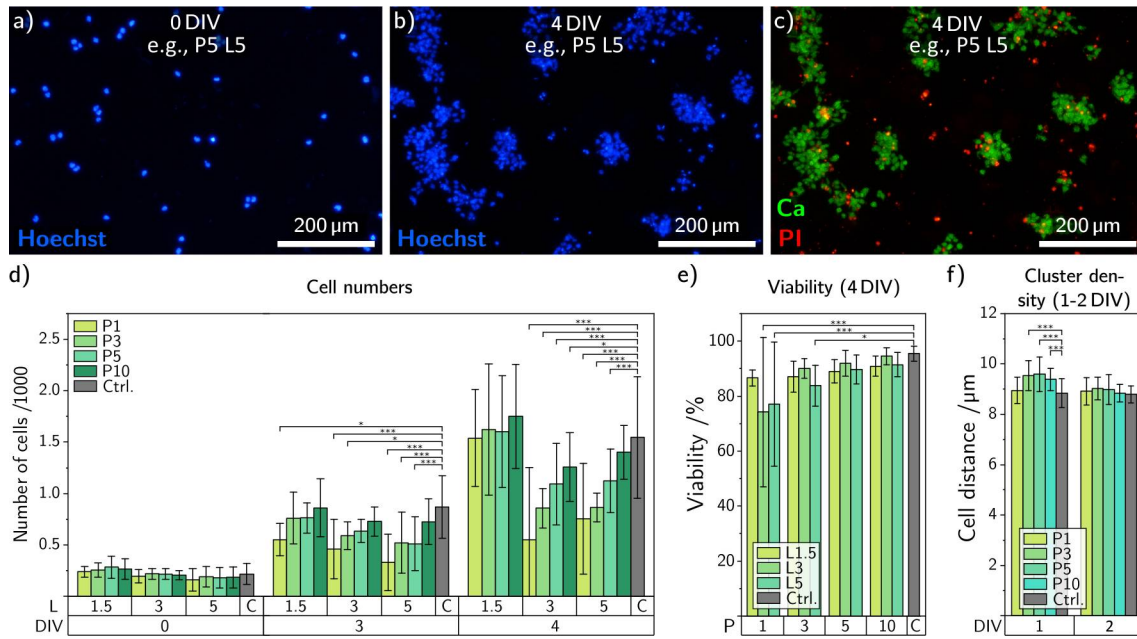 a)
0 DIV
e.g., P5 L5
Hoechst
200 µm
b)
4 DIV
e.g., P5 L5
Hoechst
200 µm
c)
4 DIV
e.g., P5 L5
Ca
PI
200 µm
d)
Cell numbers
P1
P3
P5
P10
Ctrl.
Number of cells /1000
2.5
2.0
1.5
1.0
0.5
* *** * *** *** ***
*** *** *** * *** *** ***
L 1.5 3 5 C 1.5 3 5 C 1.5 3 5 C
DIV 0 3 4
e)
Viability (4 DIV)
Viability /%
100
80
60
40
20
*** *** *
L1.5
L3
L5
Ctrl.
P 1 3 5 10 C
f)
Cluster den-
sity (1-2 DIV)
Cell distance /µm
12
10
8
6
4
2
0
*** *** ***
P1
P3
P5
P10
Ctrl.
DIV 1 2